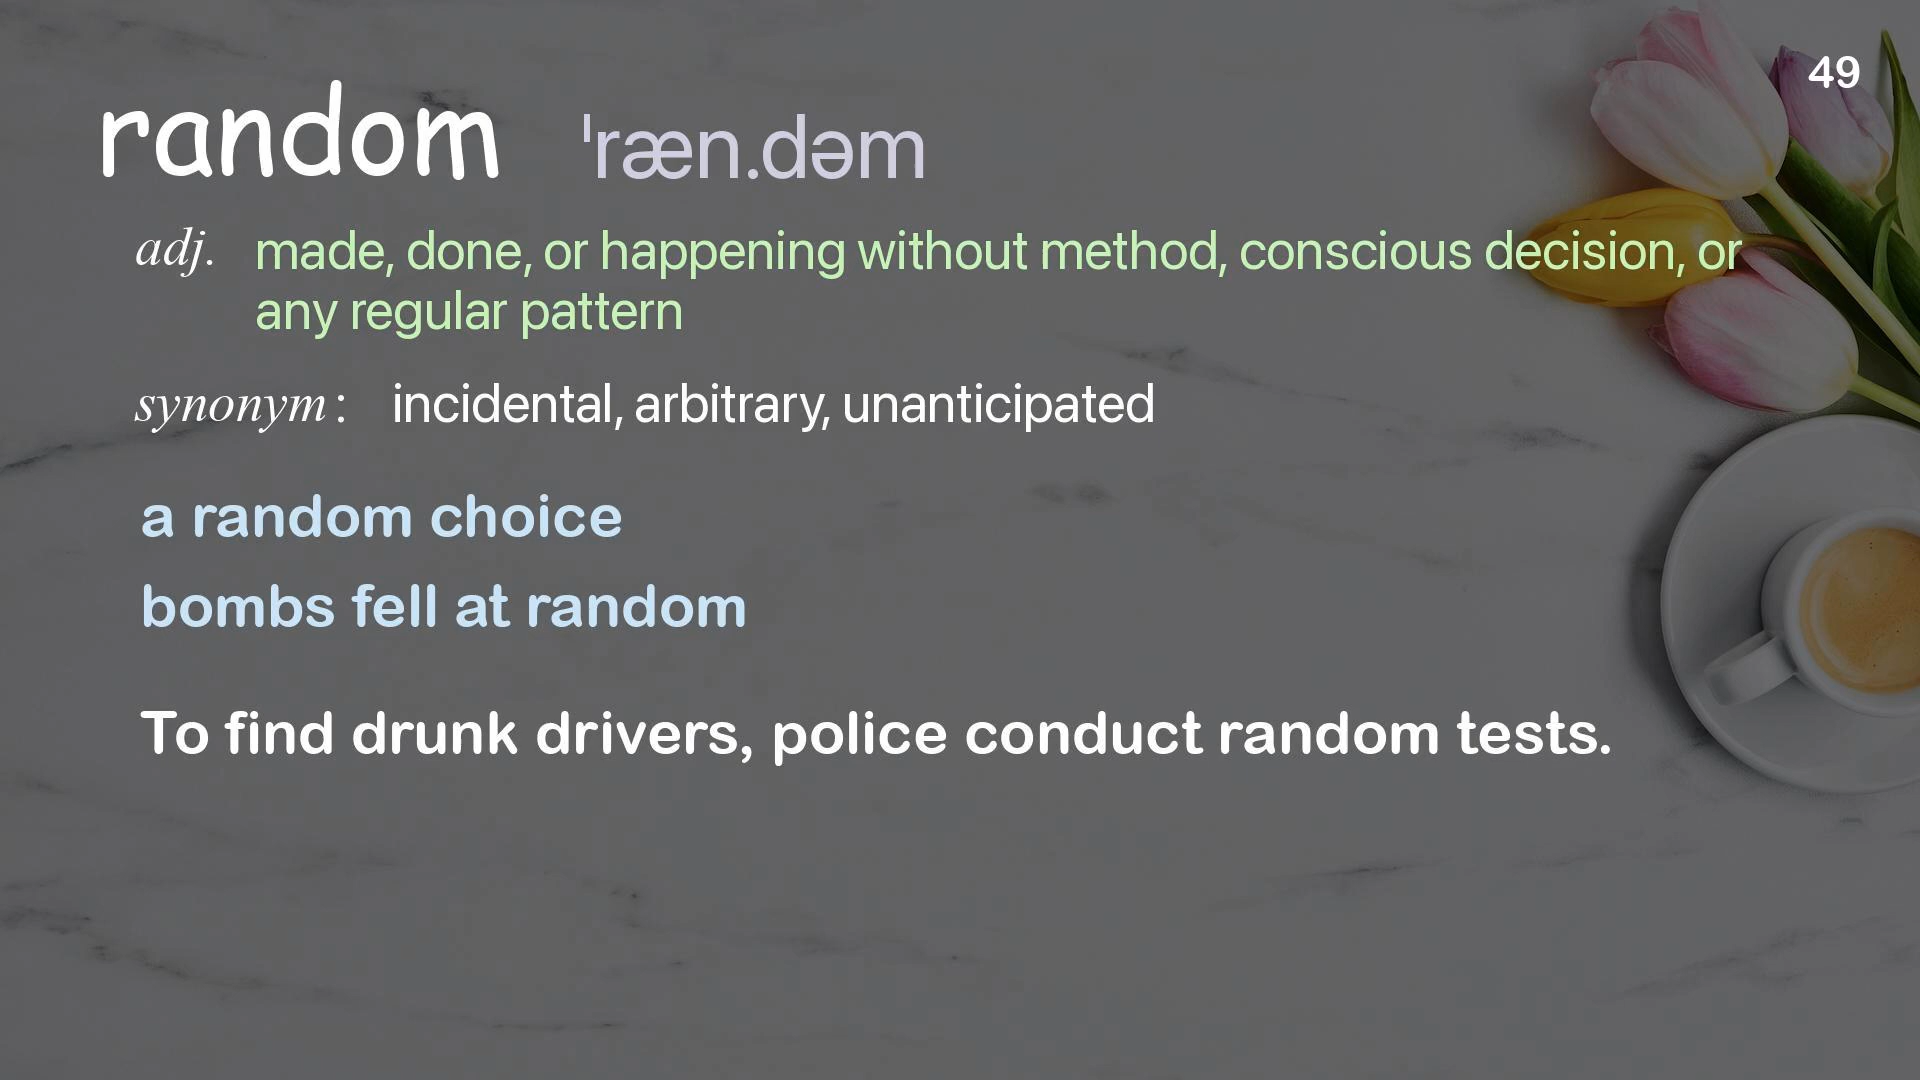 49
random ˈræn.dəm
adj. made, done, or happening without method, conscious decision, or
any regular pattern
synonym : incidental, arbitrary, unanticipated
a random choice
bombs fell at random
To find drunk drivers, police conduct random tests.